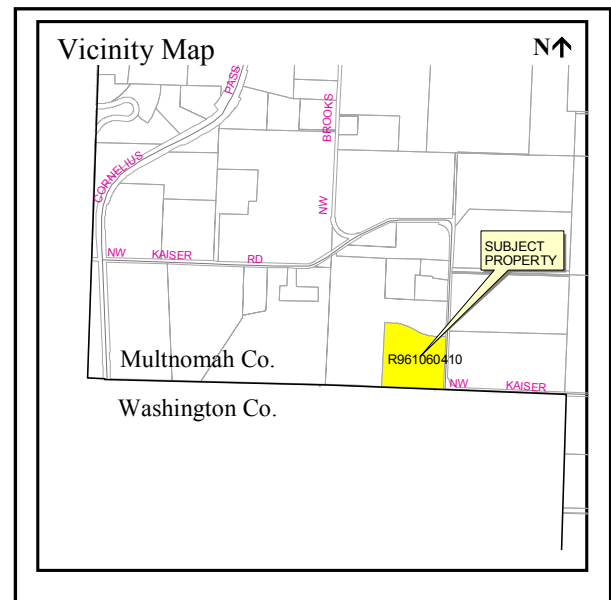 Vicinity Map
N
PASS
CORNELIUS
BROOKS
NW
NW KAISER RD
SUBJECT
PROPERTY
R961060410
Multnomah Co.
NW KAISER
Washington Co.